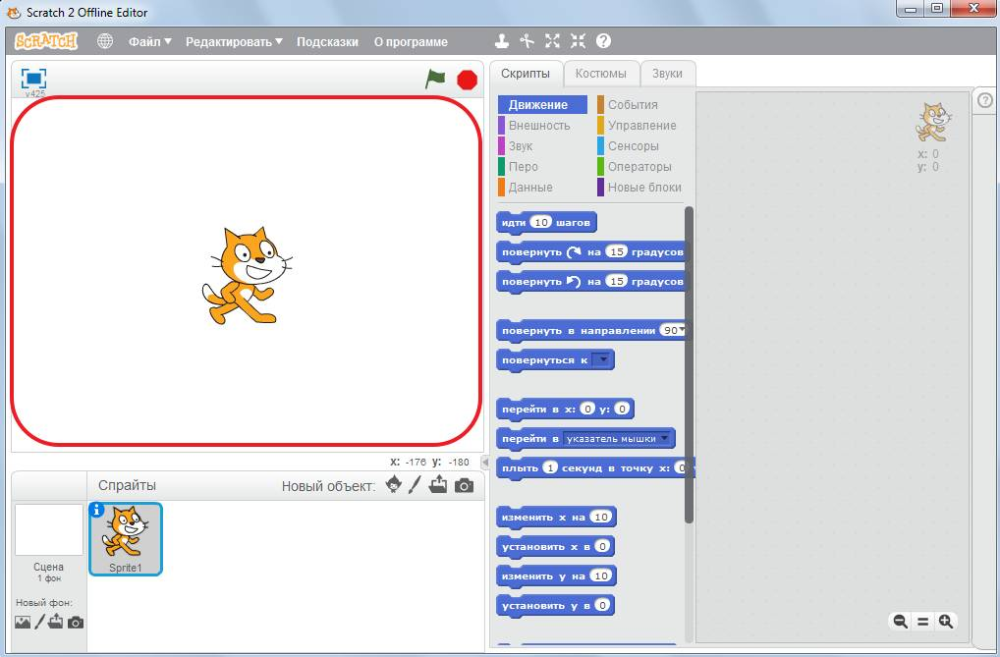 Scratch 2 Offline Editor
SCRATCH Файл Редактировать Подсказки О программе
v425
Скрипты Костюмы Звуки
Движение
Внешность
Звук
Перо
Данные
События
Управление
Сенсоры
Операторы
Новые блоки
x: 0
y: 0
идти 10 шагов
повернуть на 15 градусов
повернуть на 15 градусов
повернуть в направлении 90
повернуться к
перейти в x: 0 y: 0
перейти в указатель мышки
плыть 1 секунд в точку x: 0
изменить х на 10
установить х в 0
изменить у на 10
установить у в 0
x: -176 y: -180
Спрайты Новый объект:
Sprite1
Сцена
1 фон
Новый фон: